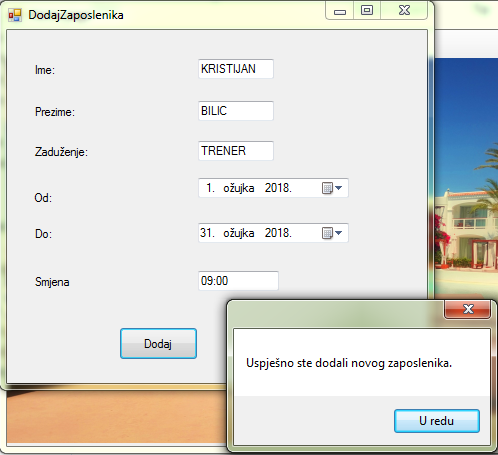 DodajZaposlenika
Ime: KRISTIJAN
Prezime: BILIC
Zaduženje: TRENER
Od: 1. ožujka 2018.
Do: 31. ožujka 2018.
Smjena 09:00
Dodaj
Uspješno ste dodali novog zaposlenika.
U redu